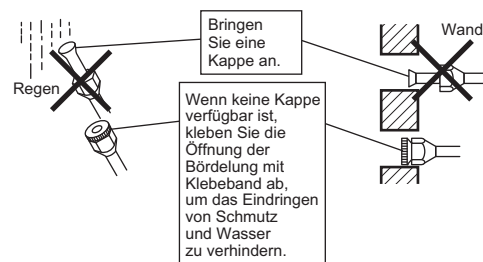 Bringen
Sie eine
Kappe an.
Wand
Regen
Wenn keine Kappe
verfügbar ist,
kleben Sie die
Öffnung der
Bördelung mit
Klebeband ab,
um das Eindringen
von Schmutz
und Wasser
zu verhindern.